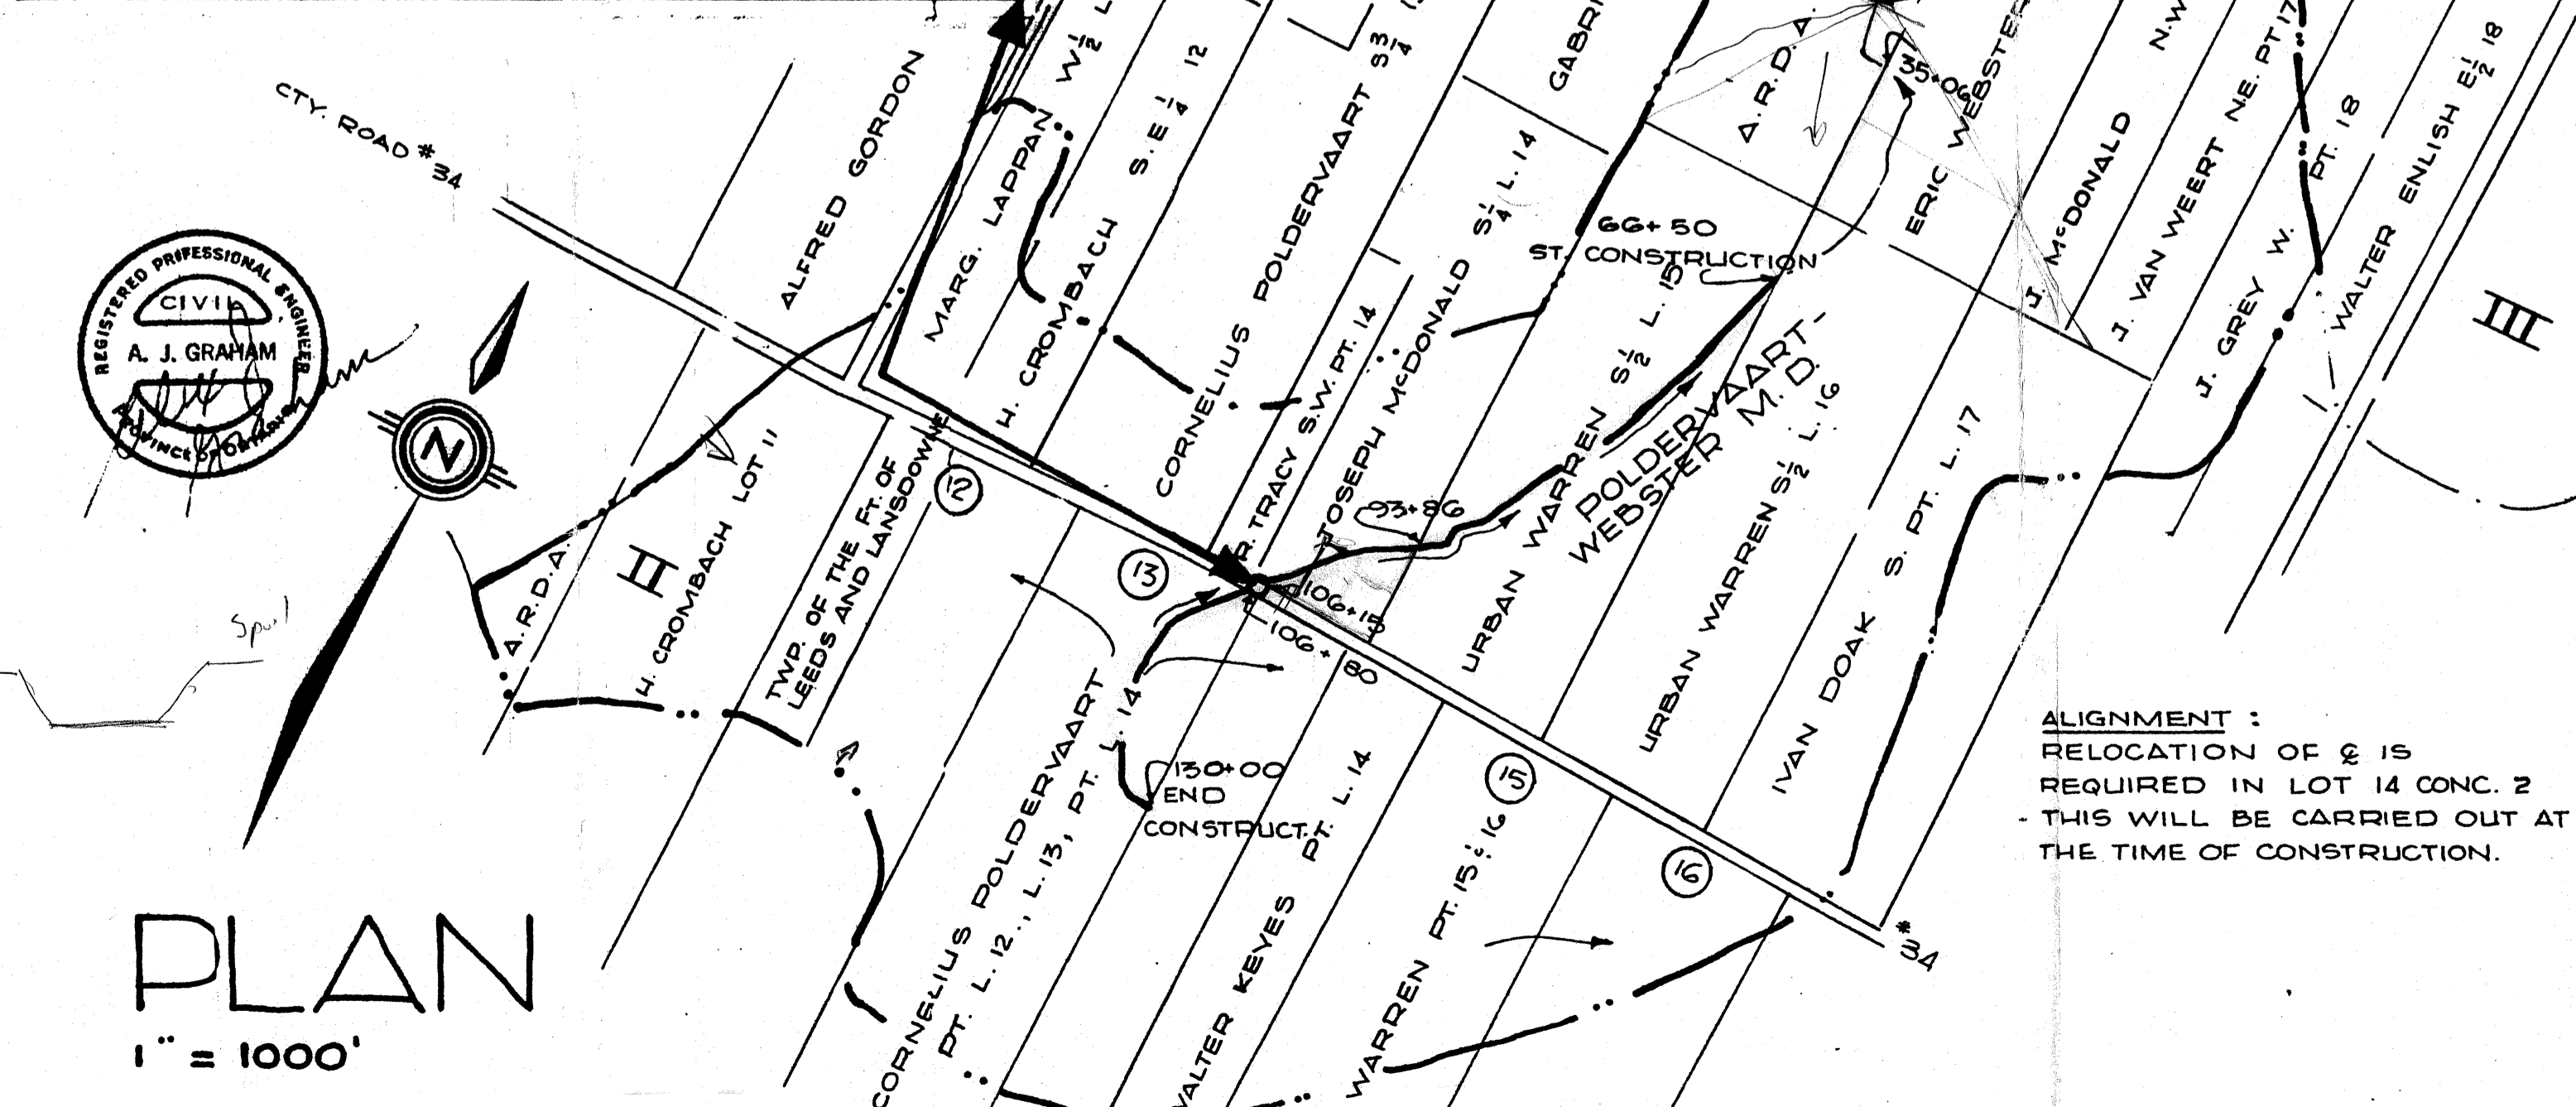 CTY. ROAD #34
ALFRED GORDON
MARG. LAPPAN W½ L
H. CROMBACH S.E ¼ 12
CORNELIUS POLDERVAART S¾
GABRI
R. TRACY S.W. PT. 14
JOSEPH McDONALD S¼ L. 14
A.R.D.A.
35+06
ERIC WEBSTER
J. McDONALD N.W
J. VAN WEERT N.E. PT 17
J. GREY W. PT. 18
WALTER ENLISH E½ 18
III
66+50
ST. CONSTRUCTION
URBAN WARREN S½ L. 15
POLDERVAART-
WEBSTER M. D.
URBAN WARREN S½ L. 16
IVAN DOAK S. PT. L. 17
REGISTERED PROFESSIONAL ENGINEER
CIVIL
A. J. GRAHAM
PROVINCE OF ONTARIO
N
A.R.D.A.
II
H. CROMBACH LOT 11
TWP. OF THE FT. OF
LEEDS AND LANSDOWNE
12
13
93+86
106+15
106+80
Spoil
130+00
END
CONSTRUCT.
CORNELIUS POLDERVAART
PT. L. 12., L. 13, PT. L. 14
WALTER KEYES PT. L. 14
WARREN PT. 15 & 16
15
16
#34
ALIGNMENT :
RELOCATION OF ℄ IS
REQUIRED IN LOT 14 CONC. 2
- THIS WILL BE CARRIED OUT AT
THE TIME OF CONSTRUCTION.
PLAN
1" = 1000'